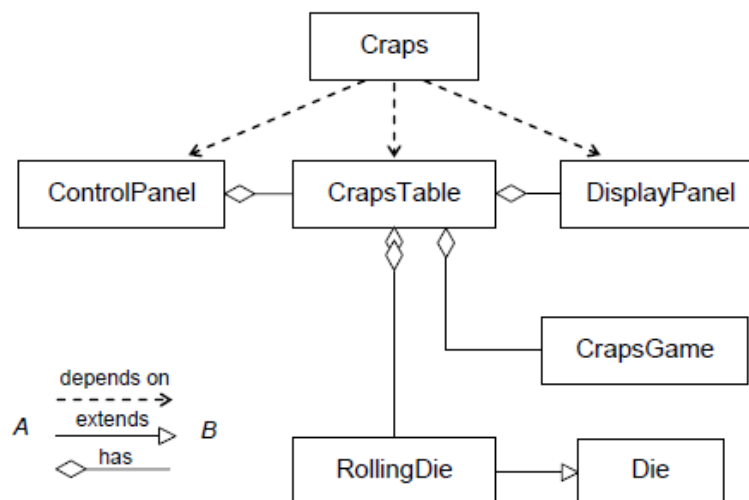 Craps
ControlPanel
CrapsTable
DisplayPanel
CrapsGame
depends on
A
extends
B
has
RollingDie
Die